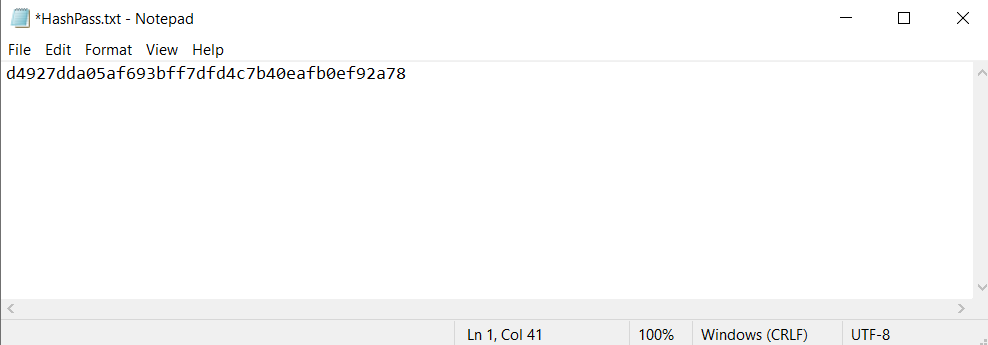 *HashPass.txt - Notepad
File Edit Format View Help
d4927dda05af693bff7dfd4c7b40eafb0ef92a78
Ln 1, Col 41 100% Windows (CRLF) UTF-8